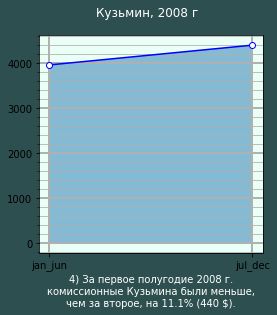 Кузьмин, 2008 г
4000
3000
2000
1000
0
jan_jun jul_dec
4) За первое полугодие 2008 г.
комиссионные Кузьмина были меньше,
чем за второе, на 11.1% (440 $).